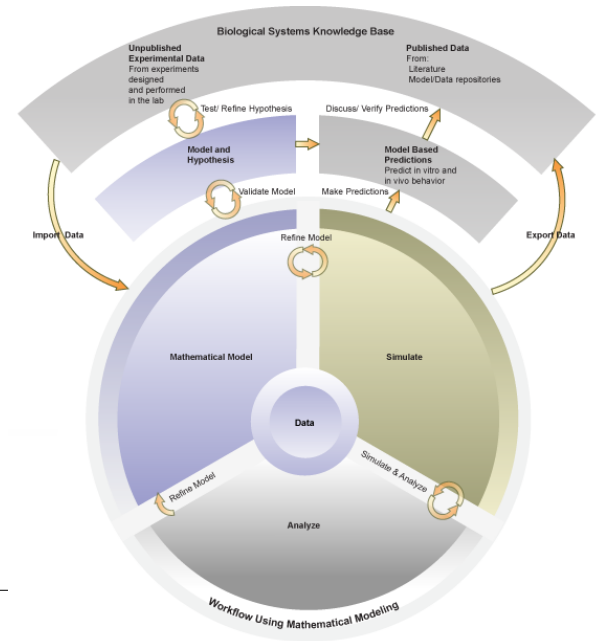 Biological Systems Knowledge Base
Unpublished
Experimental Data
From experiments
designed
and performed
in the lab
Published Data
From:
Literature
Model/Data repositories
Test/ Refine Hypothesis
Discuss/ Verify Predictions
Model and
Hypothesis
Model Based
Predictions
Predict in vitro and
in vivo behavior
Validate Model
Make Predictions
Import Data
Refine Model
Export Data
Mathematical Model
Simulate
Data
Refine Model
Simulate & Analyze
Analyze
Workflow Using Mathematical Modeling